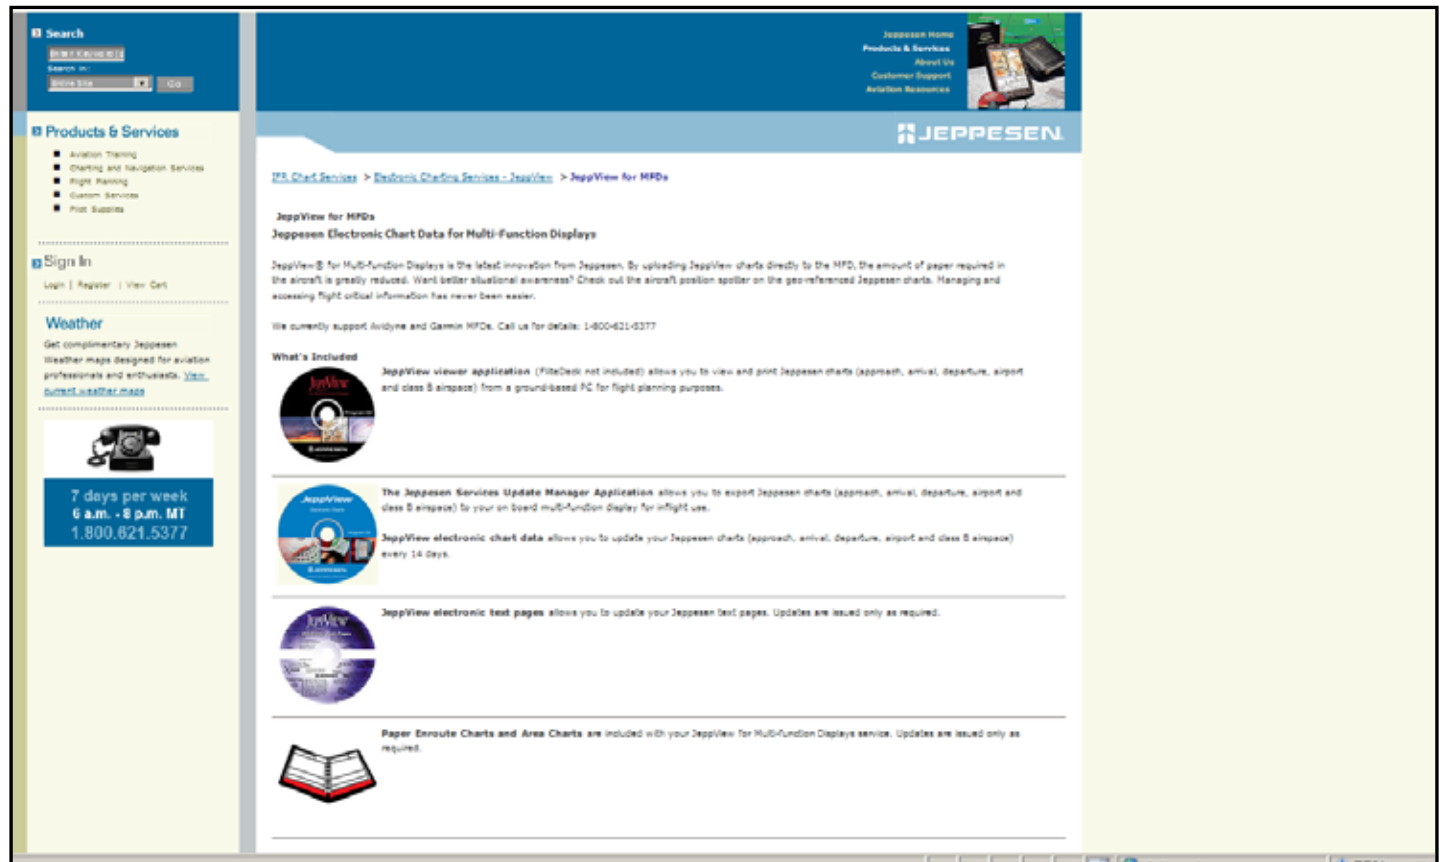 Search
Enter Keyword(s)
Search in:
Entire Site
Go
Jeppesen Home
Products & Services
About Us
Customer Support
Aviation Resources
JEPPESEN
Products & Services
Aviation Training
Charting and Navigation Services
Flight Planning
Custom Services
Pilot Supplies
Sign In
Login | Register | View Cart
Weather
Get complimentary Jeppesen
Weather maps designed for aviation
professionals and enthusiasts. View
current weather maps
7 days per week
6 a.m. - 8 p.m. MT
1.800.621.5377
IFR Chart Services > Electronic Charting Services - JeppView > JeppView for MFDs
JeppView for MFDs
Jeppesen Electronic Chart Data for Multi-Function Displays
JeppView® for Multi-function Displays is the latest innovation from Jeppesen. By uploading JeppView charts directly to the MFD, the amount of paper required in
the aircraft is greatly reduced. Want better situational awareness? Check out the aircraft position spotter on the geo-referenced Jeppesen charts. Managing and
accessing flight critical information has never been easier.
We currently support Avidyne and Garmin MFDs. Call us for details: 1-800-621-5377
What's Included
JeppView
JEPPESEN
JeppView viewer application (FliteDeck not included) allows you to view and print Jeppesen charts (approach, arrival, departure, airport
and class B airspace) from a ground-based PC for flight planning purposes.
JeppView
JEPPESEN
The Jeppesen Services Update Manager Application allows you to export Jeppesen charts (approach, arrival, departure, airport and
class B airspace) to your on board multi-function display for inflight use.
JeppView electronic chart data allows you to update your Jeppesen charts (approach, arrival, departure, airport and class B airspace)
every 14 days.
JeppView
JeppView electronic text pages allows you to update your Jeppesen text pages. Updates are issued only as required.
Paper Enroute Charts and Area Charts are included with your JeppView for Multi-function Displays service. Updates are issued only as
required.